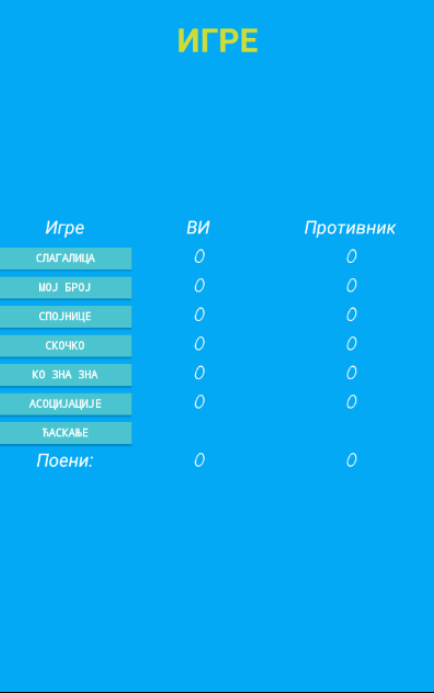 ИГРЕ
Игре ВИ Противник
СЛАГАЛИЦА 0 0
МОЈ БРОЈ 0 0
СПОЈНИЦЕ 0 0
СКОЧКО 0 0
КО ЗНА ЗНА 0 0
АСОЦИЈАЦИЈЕ 0 0
ЋАСКАЊЕ
Поени: 0 0